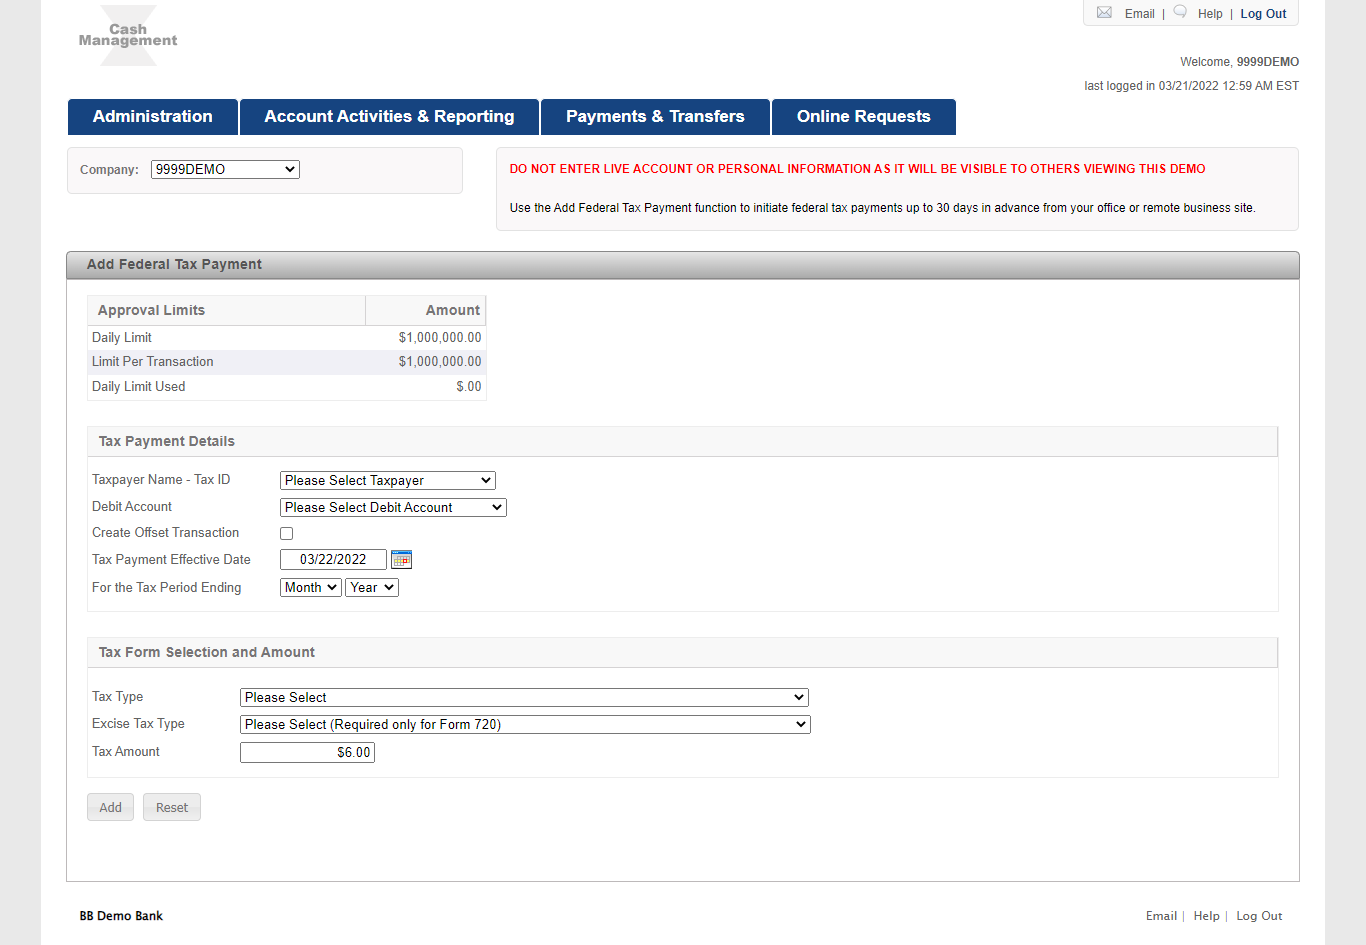 Cash
Management
Email | Help | Log Out
Welcome, 9999DEMO
last logged in 03/21/2022 12:59 AM EST
Administration Account Activities & Reporting Payments & Transfers Online Requests
Company: 9999DEMO
DO NOT ENTER LIVE ACCOUNT OR PERSONAL INFORMATION AS IT WILL BE VISIBLE TO OTHERS VIEWING THIS DEMO
Use the Add Federal Tax Payment function to initiate federal tax payments up to 30 days in advance from your office or remote business site.
Add Federal Tax Payment
Approval Limits Amount
Daily Limit $1,000,000.00
Limit Per Transaction $1,000,000.00
Daily Limit Used $.00
Tax Payment Details
Taxpayer Name - Tax ID Please Select Taxpayer
Debit Account Please Select Debit Account
Create Offset Transaction
Tax Payment Effective Date 03/22/2022
For the Tax Period Ending Month Year
Tax Form Selection and Amount
Tax Type Please Select
Excise Tax Type Please Select (Required only for Form 720)
Tax Amount $6.00
Add Reset
BB Demo Bank Email | Help | Log Out